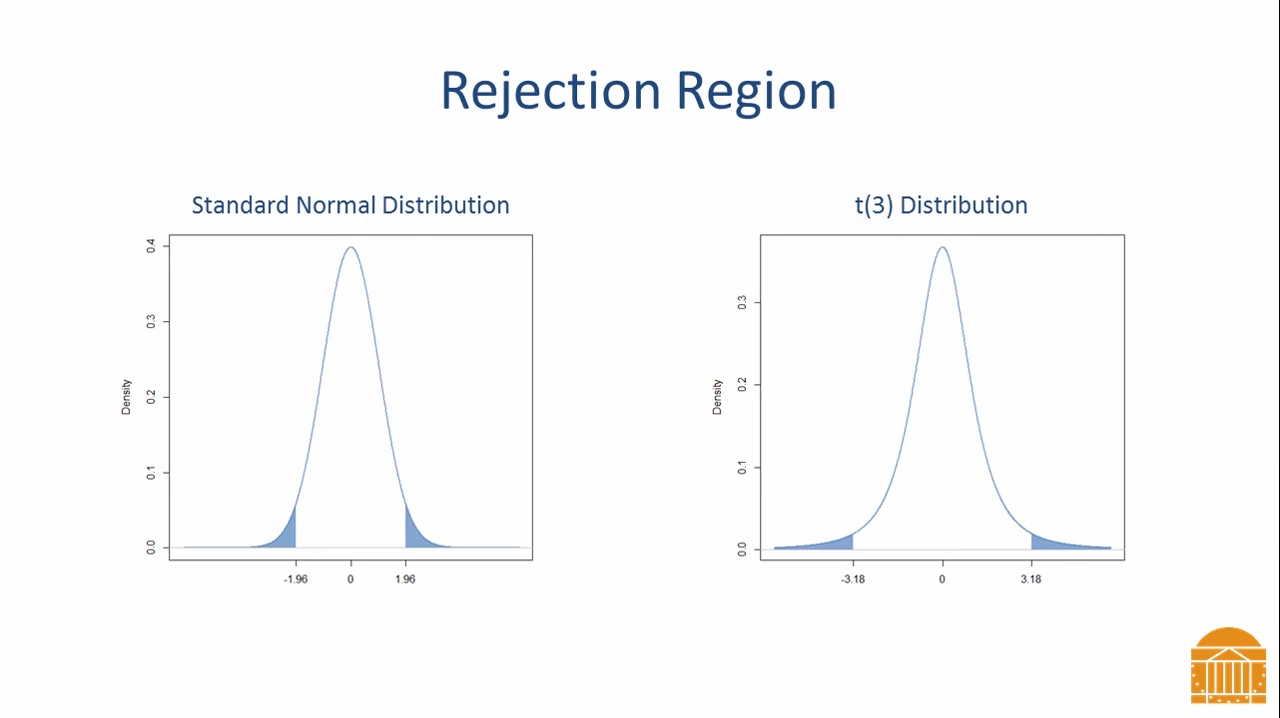 Rejection Region
Standard Normal Distribution
0.4
0.3
0.2
0.1
0.0
Density
-1.96 0 1.96
t(3) Distribution
0.3
0.2
0.1
0.0
Density
-3.18 0 3.18